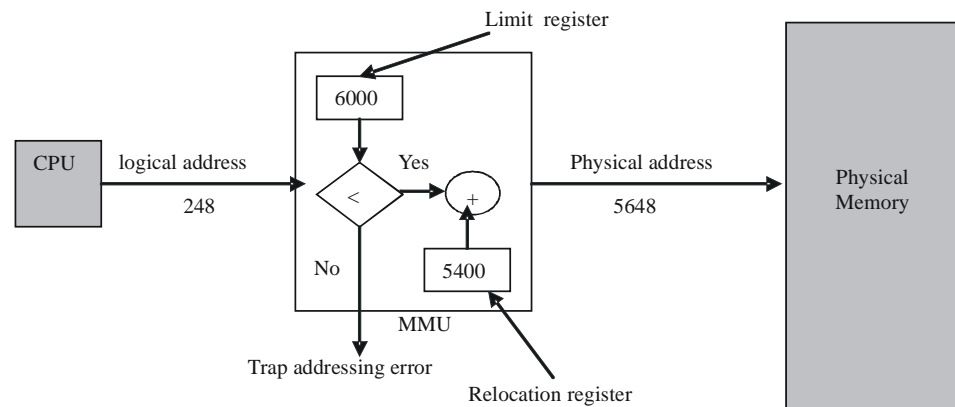 Limit register
6000
CPU
logical address
Yes
Physical address
Physical
Memory
248
<
+
5648
No
5400
MMU
Trap addressing error
Relocation register